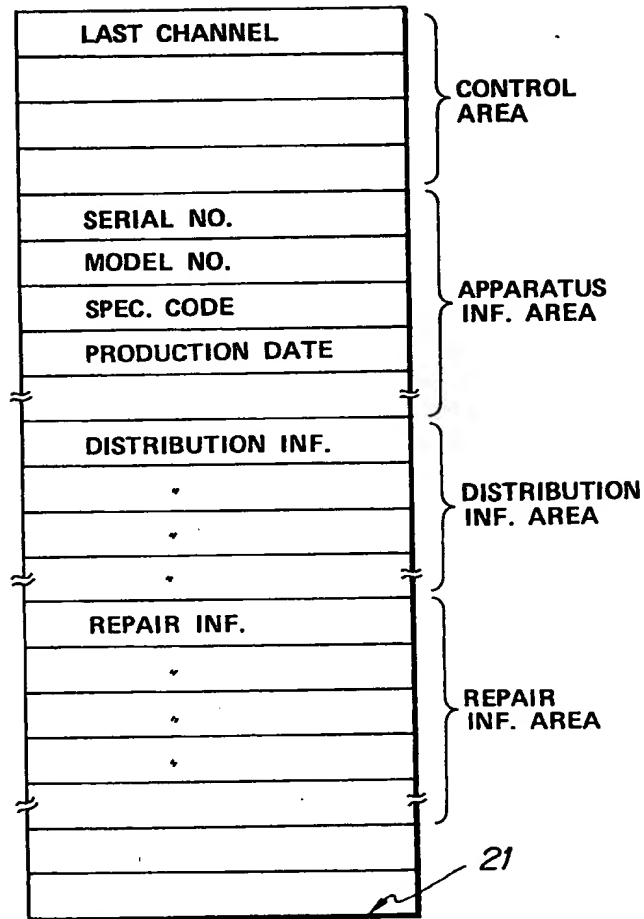 LAST CHANNEL
CONTROL
AREA
SERIAL NO.
MODEL NO.
SPEC. CODE
PRODUCTION DATE
APPARATUS
INF. AREA
DISTRIBUTION INF.
〃
〃
〃
DISTRIBUTION
INF. AREA
REPAIR INF.
〃
〃
〃
REPAIR
INF. AREA
21